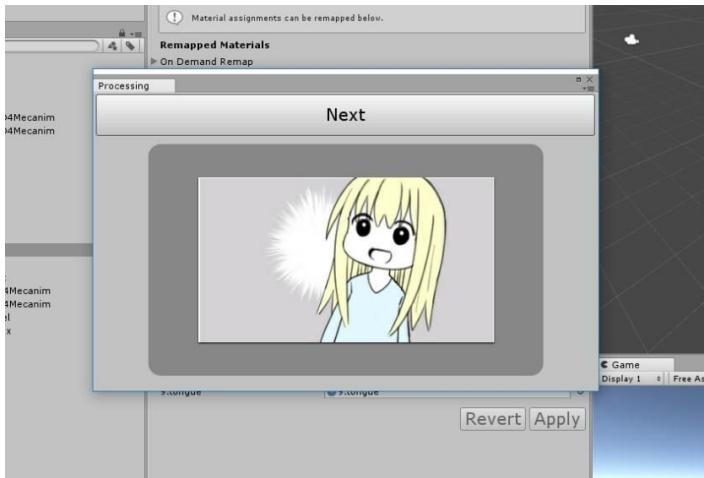 Material assignments can be remapped below.
Remapped Materials
On Demand Remap
Processing
Next
04Mecanim
04Mecanim
4Mecanim
4Mecanim
el
x
9.tongue
9.tongue
Revert
Apply
Game
Display 1
Free As